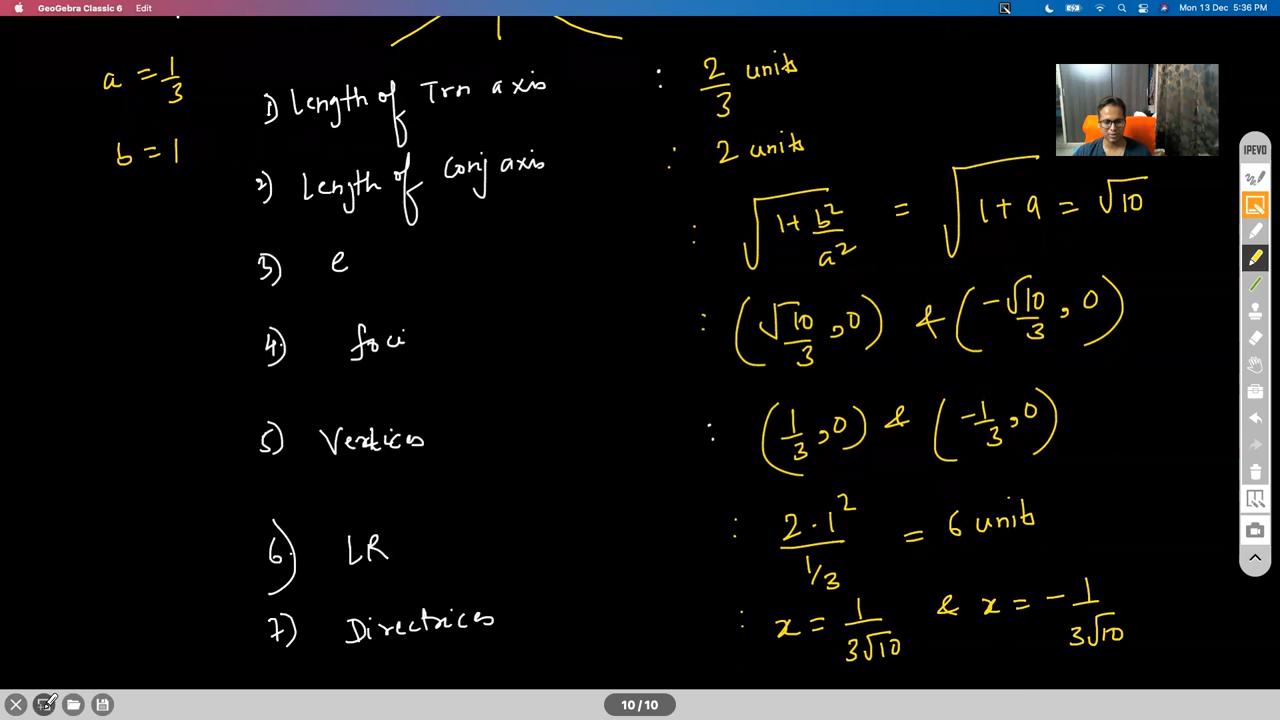 GeoGebra Classic 6 Edit Mon 13 Dec 5:36 PM
a = 1/3
b = 1
1) Length of Trn axis : 2/3 units
2) Length of Conj axis : 2 units
3) e : √(1 + b²/a²) = √(1 + 9) = √10
4) foci : (√10/3, 0) & (-√10/3, 0)
5) Vertices : (1/3, 0) & (-1/3, 0)
6) LR : 2·1²/(1/3) = 6 units
7) Directrices : x = 1/(3√10) & x = -1/(3√10)
IPEVO
10/10